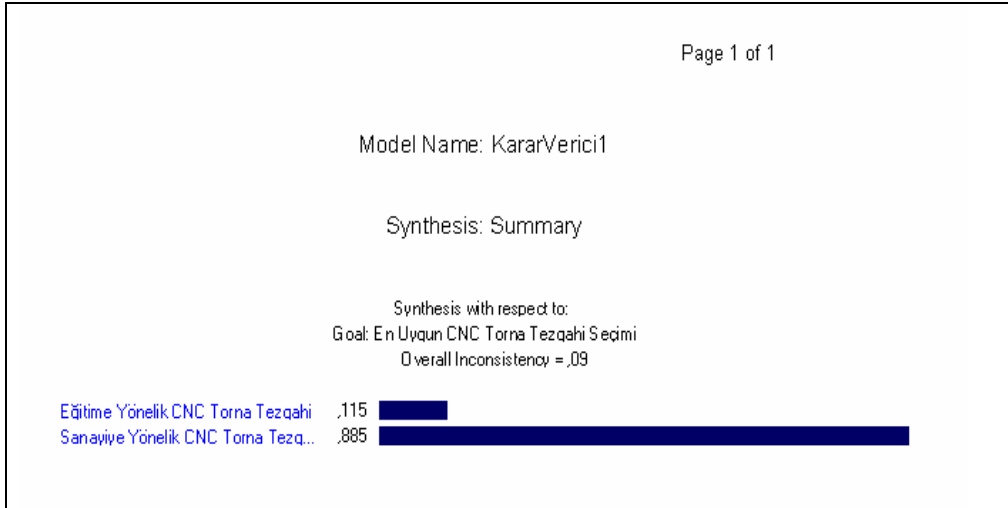 Page 1 of 1
Model Name: KararVerici1
Synthesis: Summary
Synthesis with respect to:
Goal: En Uygun CNC Torna Tezgahi Seçimi
Overall Inconsistency = ,09
Eğitime Yönelik CNC Torna Tezgahi ,115
Sanayiye Yönelik CNC Torna Tezg... ,885